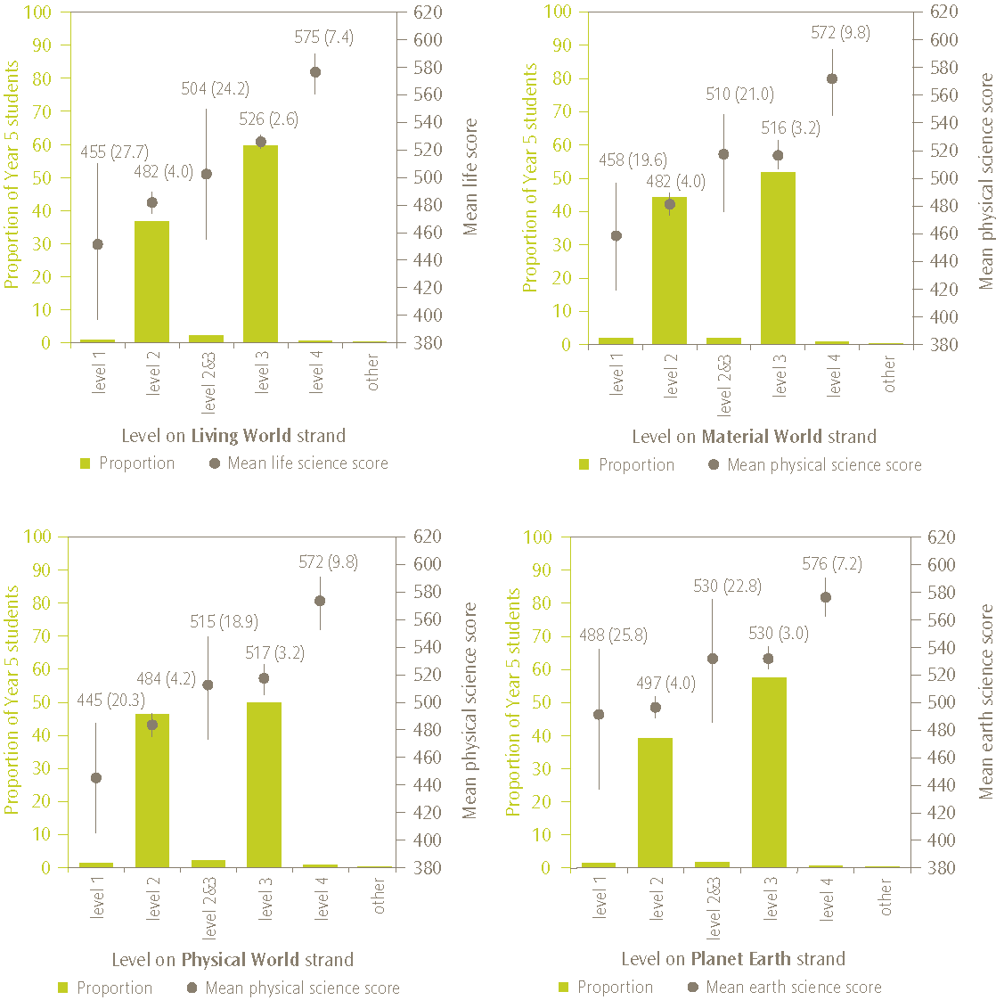 100
90
80
70
60
50
40
30
20
10
0
Proportion of Year 5 students
455 (27.7)
482 (4.0)
504 (24.2)
526 (2.6)
575 (7.4)
620
600
580
560
540
520
500
480
460
440
420
400
380
Mean life score
level 1
level 2
level 2&3
level 3
level 4
other
Level on Living World strand
Proportion
Mean life science score
100
90
80
70
60
50
40
30
20
10
0
Proportion of Year 5 students
458 (19.6)
482 (4.0)
510 (21.0)
516 (3.2)
572 (9.8)
620
600
580
560
540
520
500
480
460
440
420
400
380
Mean physical science score
level 1
level 2
level 2&3
level 3
level 4
other
Level on Material World strand
Proportion
Mean physical science score
100
90
80
70
60
50
40
30
20
10
0
Proportion of Year 5 students
445 (20.3)
484 (4.2)
515 (18.9)
517 (3.2)
572 (9.8)
620
600
580
560
540
520
500
480
460
440
420
400
380
Mean physical science score
level 1
level 2
level 2&3
level 3
level 4
other
Level on Physical World strand
Proportion
Mean physical science score
100
90
80
70
60
50
40
30
20
10
0
Proportion of Year 5 students
488 (25.8)
497 (4.0)
530 (22.8)
530 (3.0)
576 (7.2)
620
600
580
560
540
520
500
480
460
440
420
400
380
Mean earth science score
level 1
level 2
level 2&3
level 3
level 4
other
Level on Planet Earth strand
Proportion
Mean earth science score